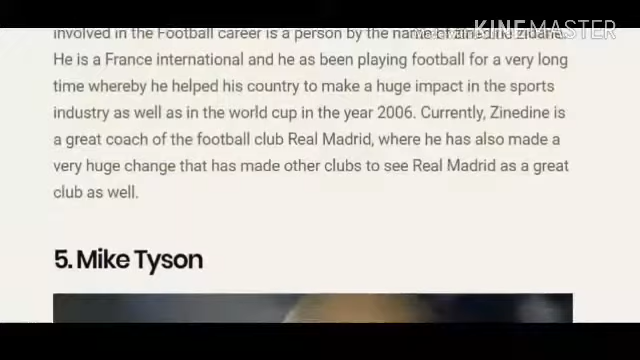 KINEMASTER
involved in the Football career is a person by the name of Zinedine Zidane.
He is a France international and he as been playing football for a very long
time whereby he helped his country to make a huge impact in the sports
industry as well as in the world cup in the year 2006. Currently, Zinedine is
a great coach of the football club Real Madrid, where he has also made a
very huge change that has made other clubs to see Real Madrid as a great
club as well.
5. Mike Tyson